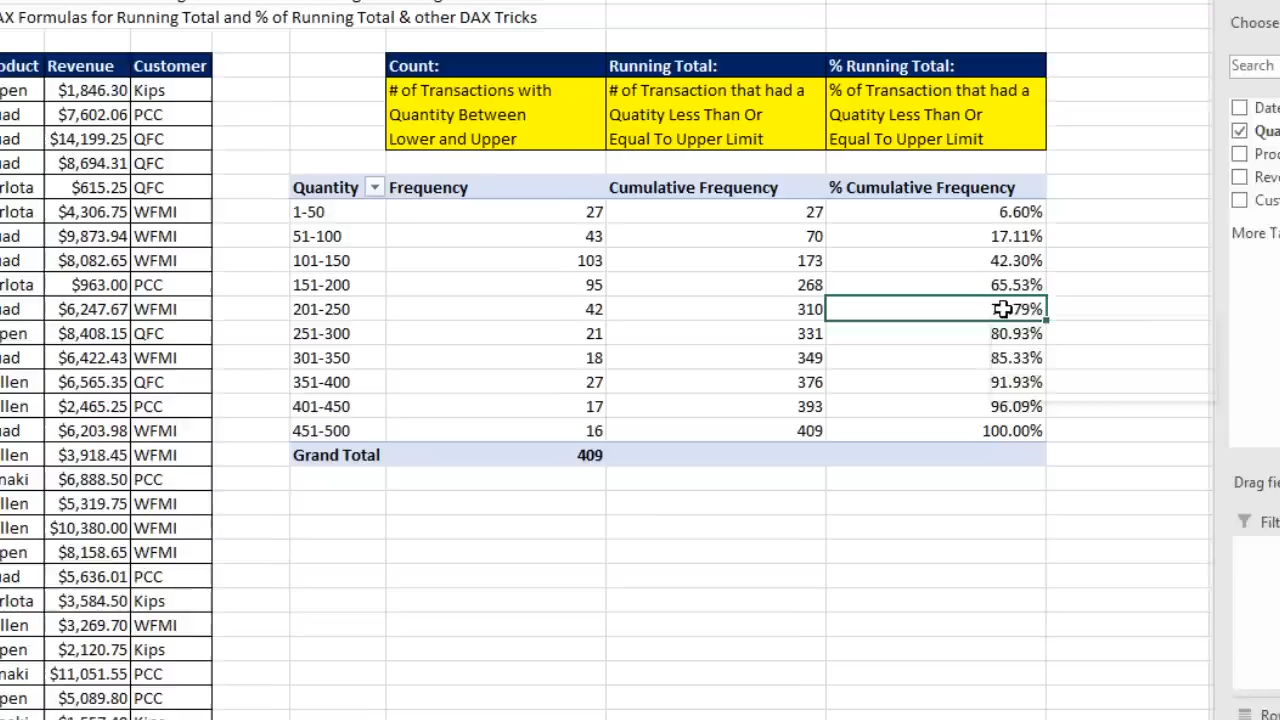 AX Formulas for Running Total and % of Running Total & other DAX Tricks
Choose
Search
Date
Qua
Prod
Reve
Cus
More Ta
Drag fie
Filt
Ro
oduct Revenue Customer
pen $1,846.30 Kips
ad $7,602.06 PCC
ad $14,199.25 QFC
ad $8,694.31 QFC
rlota $615.25 QFC
rlota $4,306.75 WFMI
ad $9,873.94 WFMI
ad $8,082.65 WFMI
rlota $963.00 PCC
ad $6,247.67 WFMI
pen $8,408.15 QFC
ad $6,422.43 WFMI
llen $6,565.35 QFC
llen $2,465.25 PCC
ad $6,203.98 WFMI
llen $3,918.45 WFMI
naki $6,888.50 PCC
llen $5,319.75 WFMI
llen $10,380.00 WFMI
pen $8,158.65 WFMI
ad $5,636.01 PCC
rlota $3,584.50 Kips
llen $3,269.70 WFMI
pen $2,120.75 Kips
naki $11,051.55 PCC
pen $5,089.80 PCC
Count: Running Total: % Running Total:
# of Transactions with # of Transaction that had a % of Transaction that had a
Quantity Between Quatity Less Than Or Quatity Less Than Or
Lower and Upper Equal To Upper Limit Equal To Upper Limit
Quantity Frequency Cumulative Frequency % Cumulative Frequency
1-50 27 27 6.60%
51-100 43 70 17.11%
101-150 103 173 42.30%
151-200 95 268 65.53%
201-250 42 310 79%
251-300 21 331 80.93%
301-350 18 349 85.33%
351-400 27 376 91.93%
401-450 17 393 96.09%
451-500 16 409 100.00%
Grand Total 409